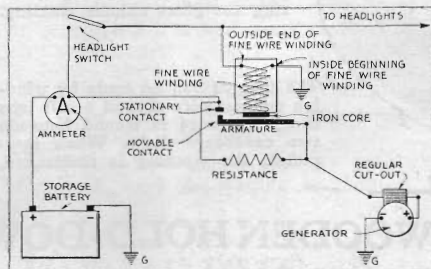 TO HEADLIGHTS
HEADLIGHT
SWITCH
OUTSIDE END OF
FINE WIRE WINDING
INSIDE BEGINNING
OF FINE WIRE
WINDING
FINE WIRE
WINDING
G
A
AMMETER
STATIONARY
CONTACT
IRON CORE
ARMATURE
MOVABLE
CONTACT
RESISTANCE
REGULAR
CUT-OUT
STORAGE
BATTERY
+ -
G
GENERATOR
- +
G